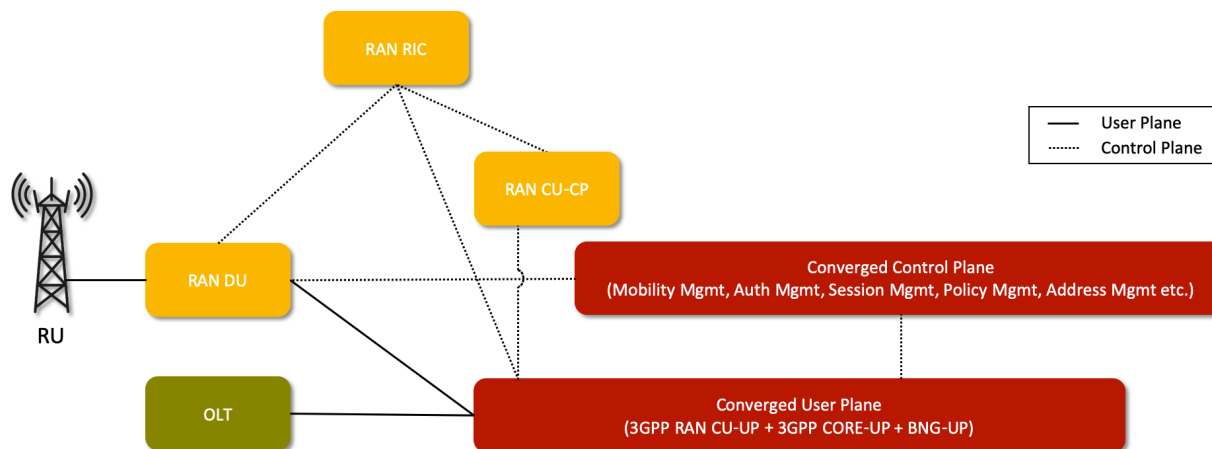 RAN RIC
User Plane
Control Plane
RAN CU-CP
RAN DU
Converged Control Plane
(Mobility Mgmt, Auth Mgmt, Session Mgmt, Policy Mgmt, Address Mgmt etc.)
RU
OLT
Converged User Plane
(3GPP RAN CU-UP + 3GPP CORE-UP + BNG-UP)